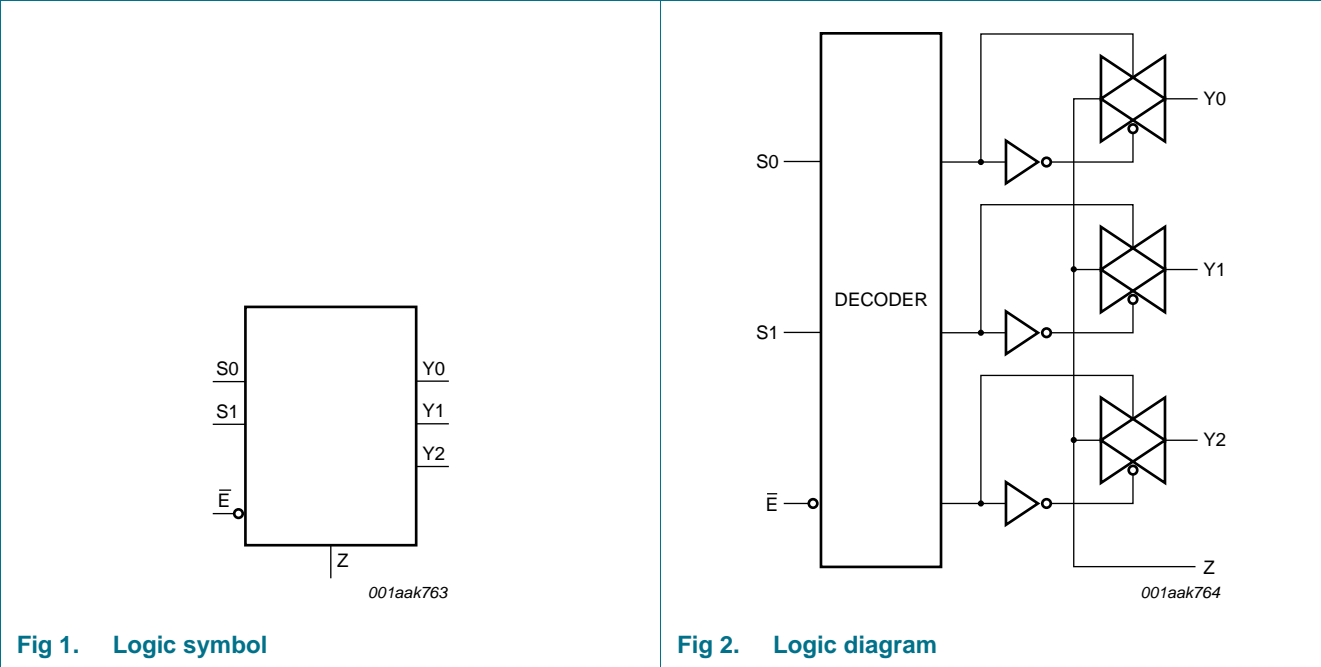 S0
S1
E̅
Y0
Y1
Y2
Z
001aak763
Fig 1. Logic symbol
S0
S1
E̅
DECODER
Y0
Y1
Y2
Z
001aak764
Fig 2. Logic diagram